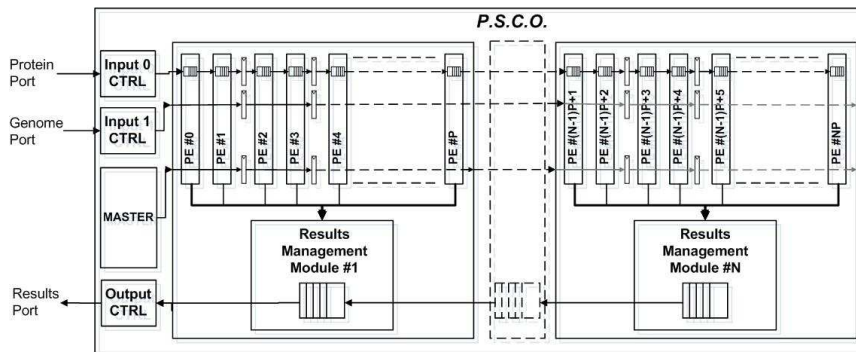 P.S.C.O.
Protein
Port
Input 0
CTRL
Genome
Port
Input 1
CTRL
MASTER
Results
Port
Output
CTRL
PE #0
PE #1
PE #2
PE #3
PE #4
PE #P
Results
Management
Module #1
PE #(N-1)P+1
PE #(N-1)P+2
PE #(N-1)P+3
PE #(N-1)P+4
PE #(N-1)P+5
PE #NP
Results
Management
Module #N